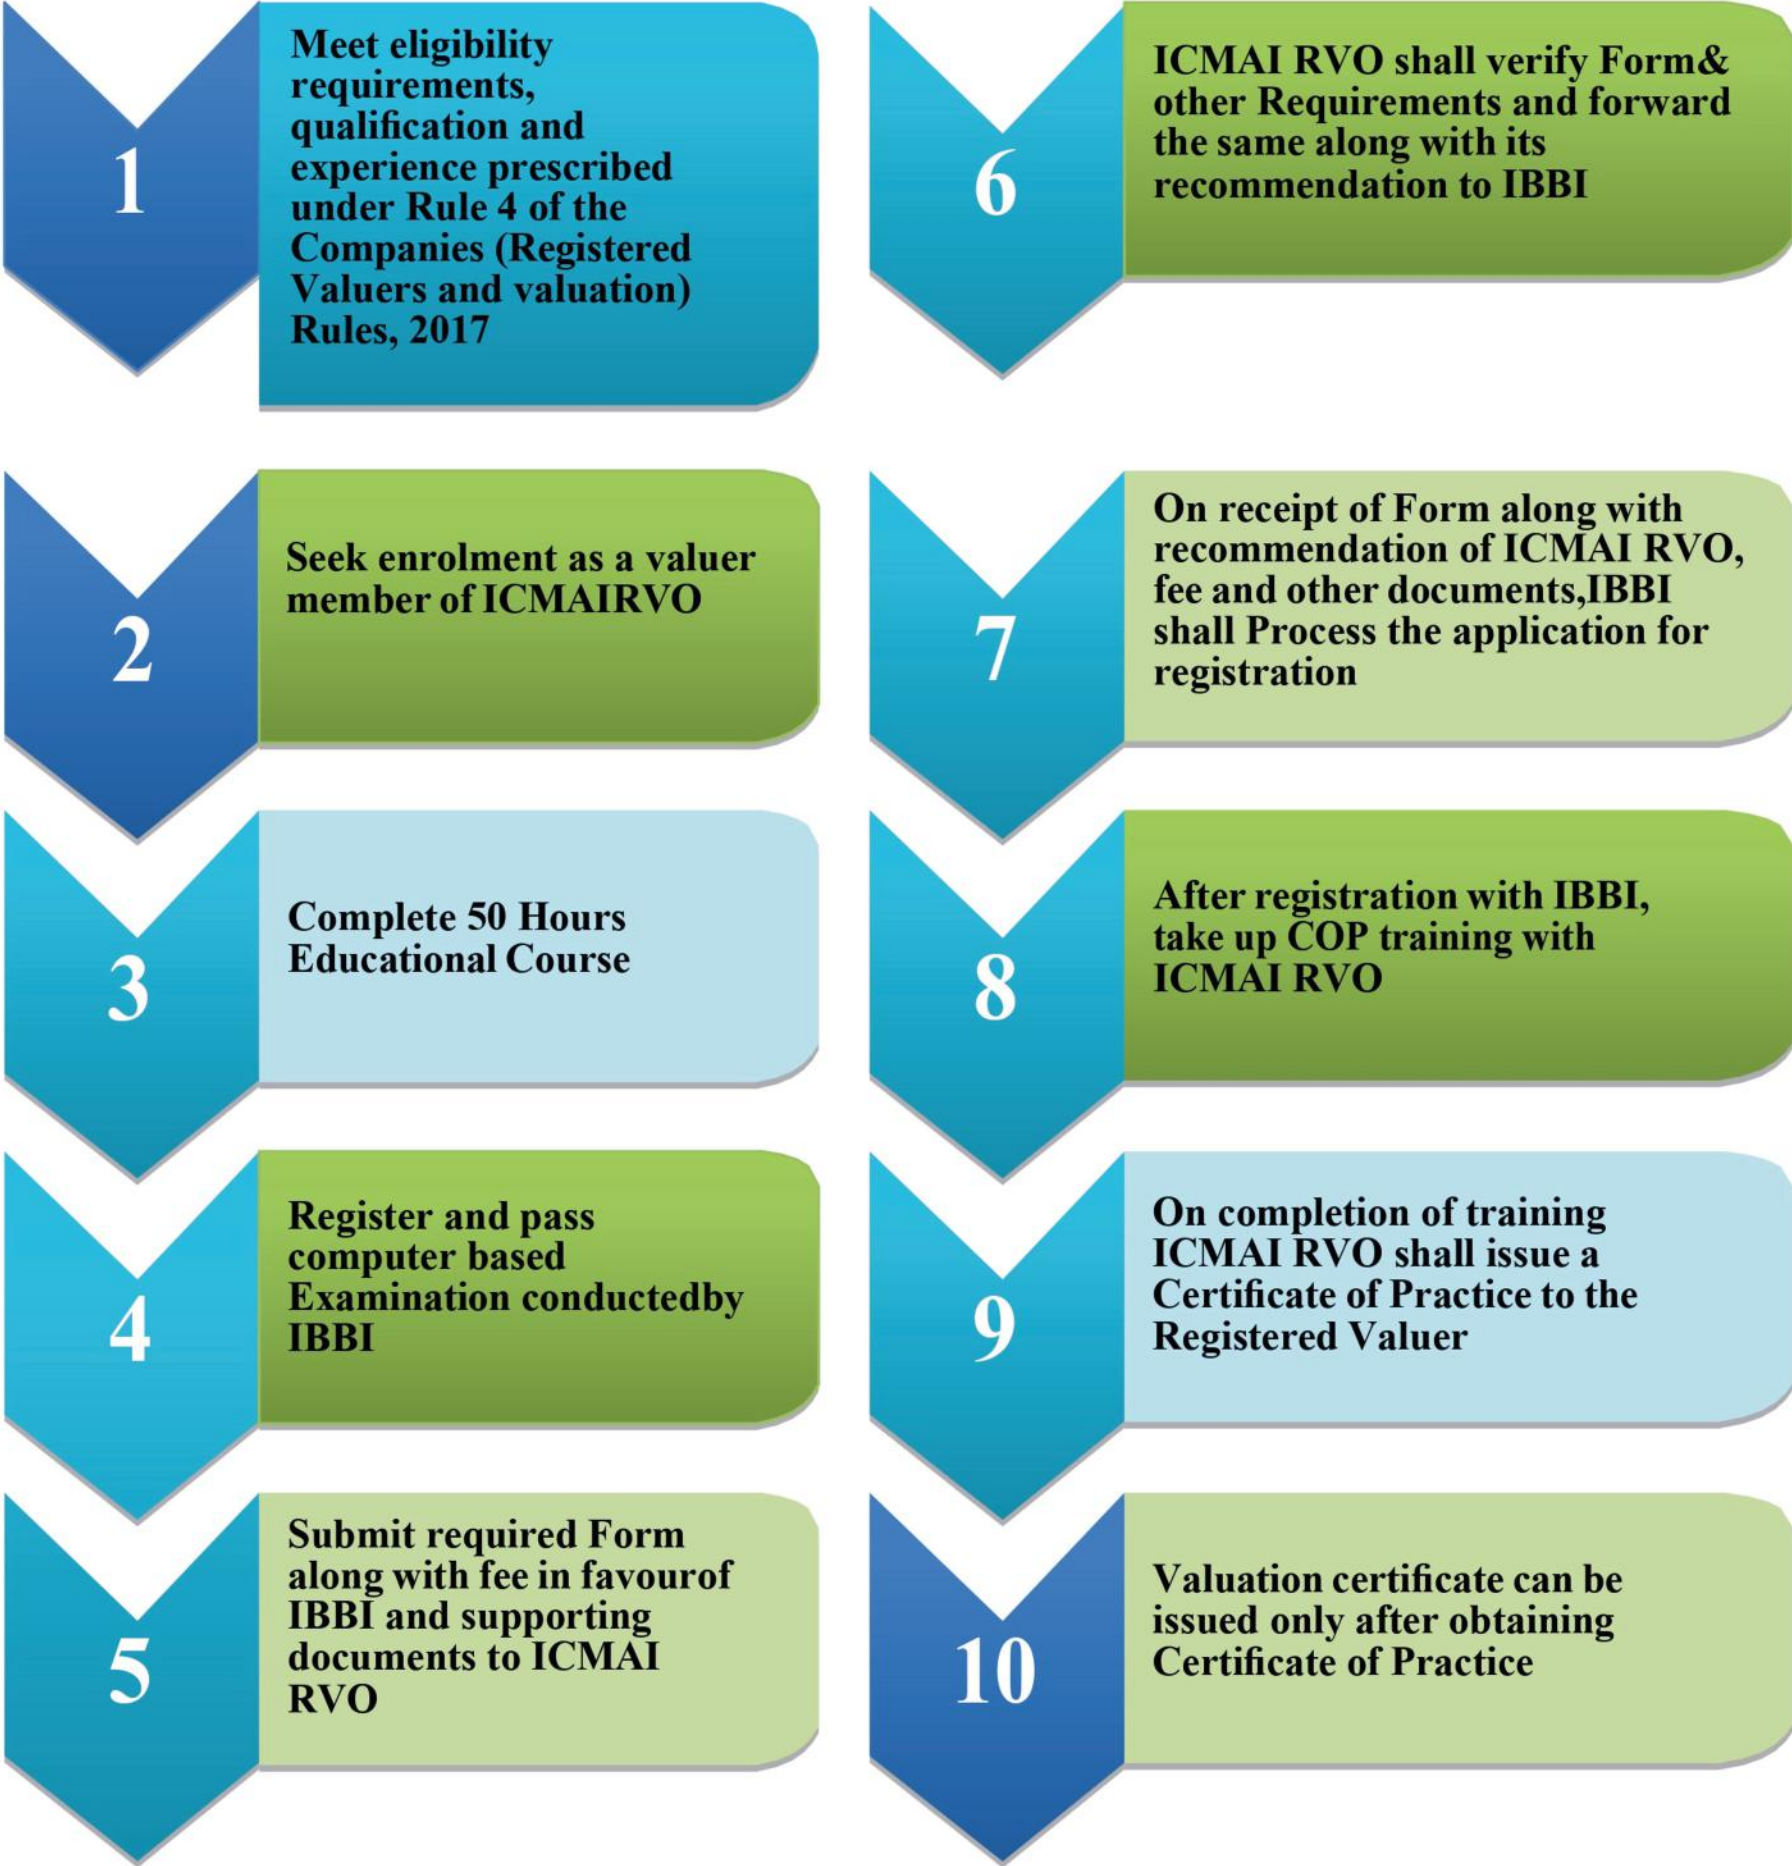 1
Meet eligibility
requirements,
qualification and
experience prescribed
under Rule 4 of the
Companies (Registered
Valuers and valuation)
Rules, 2017
2
Seek enrolment as a valuer
member of ICMAIRVO
3
Complete 50 Hours
Educational Course
4
Register and pass
computer based
Examination conductedby
IBBI
5
Submit required Form
along with fee in favourof
IBBI and supporting
documents to ICMAI
RVO
6
ICMAI RVO shall verify Form&
other Requirements and forward
the same along with its
recommendation to IBBI
7
On receipt of Form along with
recommendation of ICMAI RVO,
fee and other documents,IBBI
shall Process the application for
registration
8
After registration with IBBI,
take up COP training with
ICMAI RVO
9
On completion of training
ICMAI RVO shall issue a
Certificate of Practice to the
Registered Valuer
10
Valuation certificate can be
issued only after obtaining
Certificate of Practice